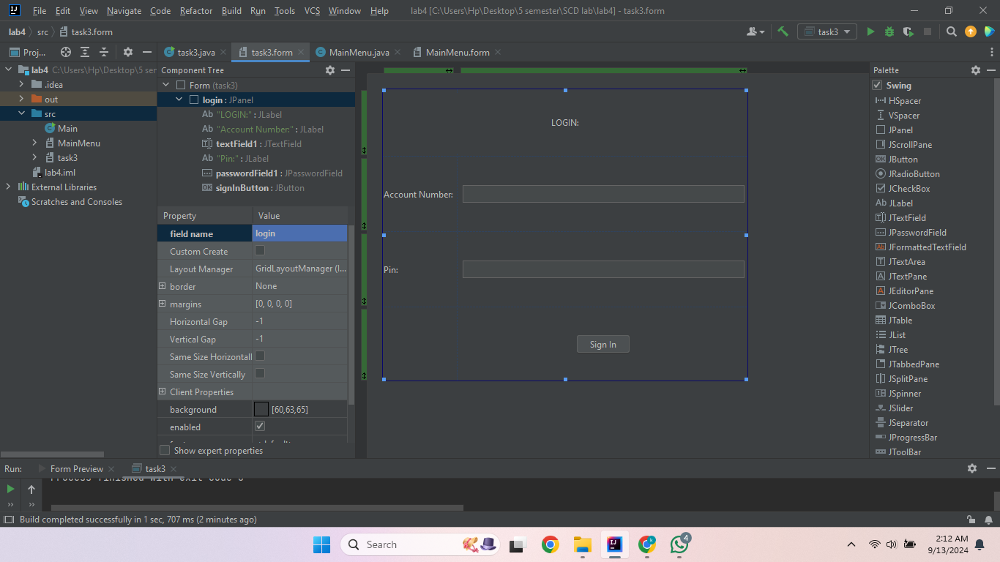 File Edit View Navigate Code Refactor Build Run Tools VCS Window Help lab4 [C:\Users\Hp\Desktop\5 semester\SCD lab\lab4] - task3.form
lab4 src task3.form task3
Proj... task3.java task3.form MainMenu.java MainMenu.form
lab4 C:\Users\Hp\Desktop\5 ser
.idea
out
src
Main
MainMenu
task3
lab4.iml
External Libraries
Scratches and Consoles
Component Tree
Form (task3)
login : JPanel
Ab "LOGIN:" : JLabel
Ab "Account Number:" : JLabel
textField1 : JTextField
Ab "Pin:" : JLabel
passwordField1 : JPasswordField
OK signInButton : JButton
Property Value
field name login
Custom Create
Layout Manager GridLayoutManager (I...
border None
margins [0, 0, 0, 0]
Horizontal Gap -1
Vertical Gap -1
Same Size Horizontall
Same Size Vertically
Client Properties
background [60,63,65]
enabled
Show expert properties
LOGIN:
Account Number:
Pin:
Sign In
Palette
Swing
HSpacer
VSpacer
JPanel
JScrollPane
OK JButton
JRadioButton
JCheckBox
Ab JLabel
JTextField
JPasswordField
JFormattedTextField
JTextArea
JTextPane
JEditorPane
JComboBox
JTable
JList
JTree
JTabbedPane
JSplitPane
JSpinner
JSlider
JSeparator
JProgressBar
JToolBar
Run: Form Preview task3
Process finished with exit code 0
Build completed successfully in 1 sec, 707 ms (2 minutes ago)
Search 4 2:12 AM
9/13/2024